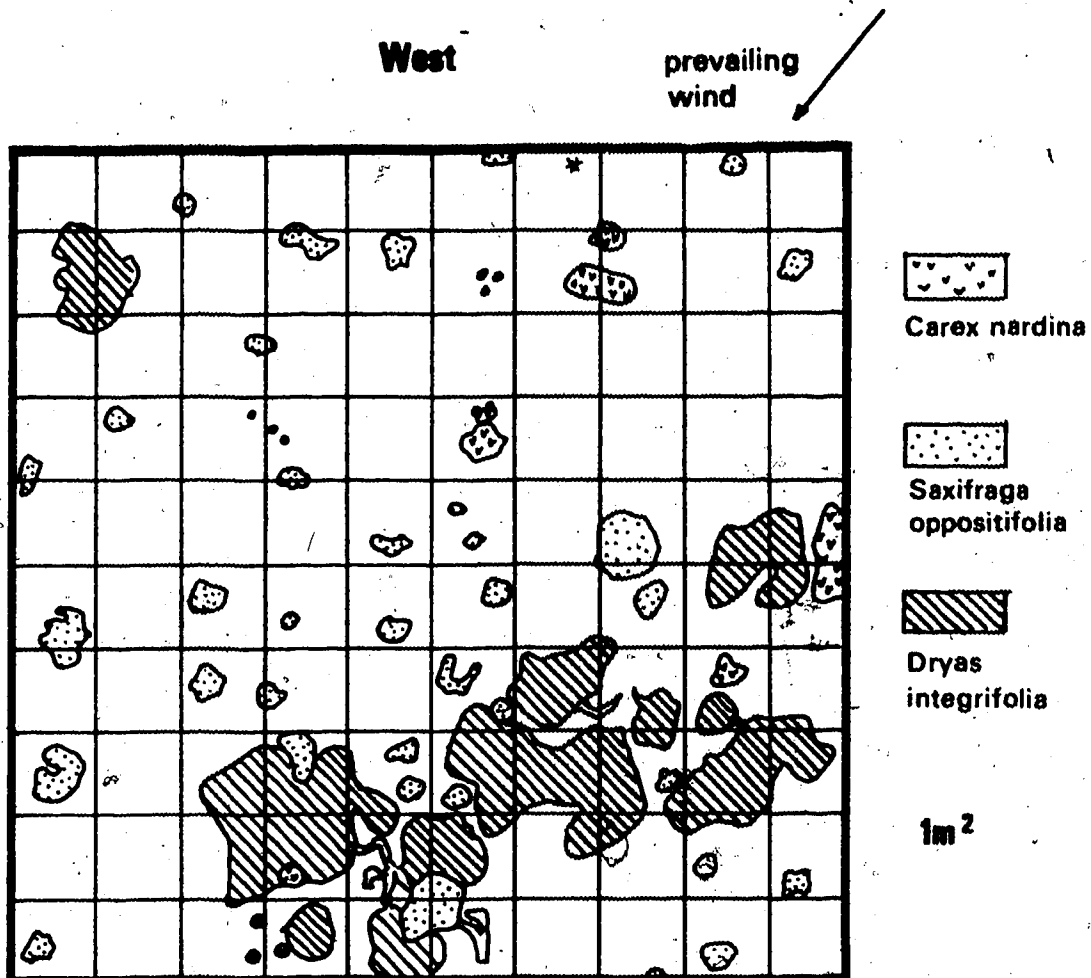 West
prevailing
wind
Carex nardina
Saxifraga
oppositifolia
Dryas
integrifolia
1m²